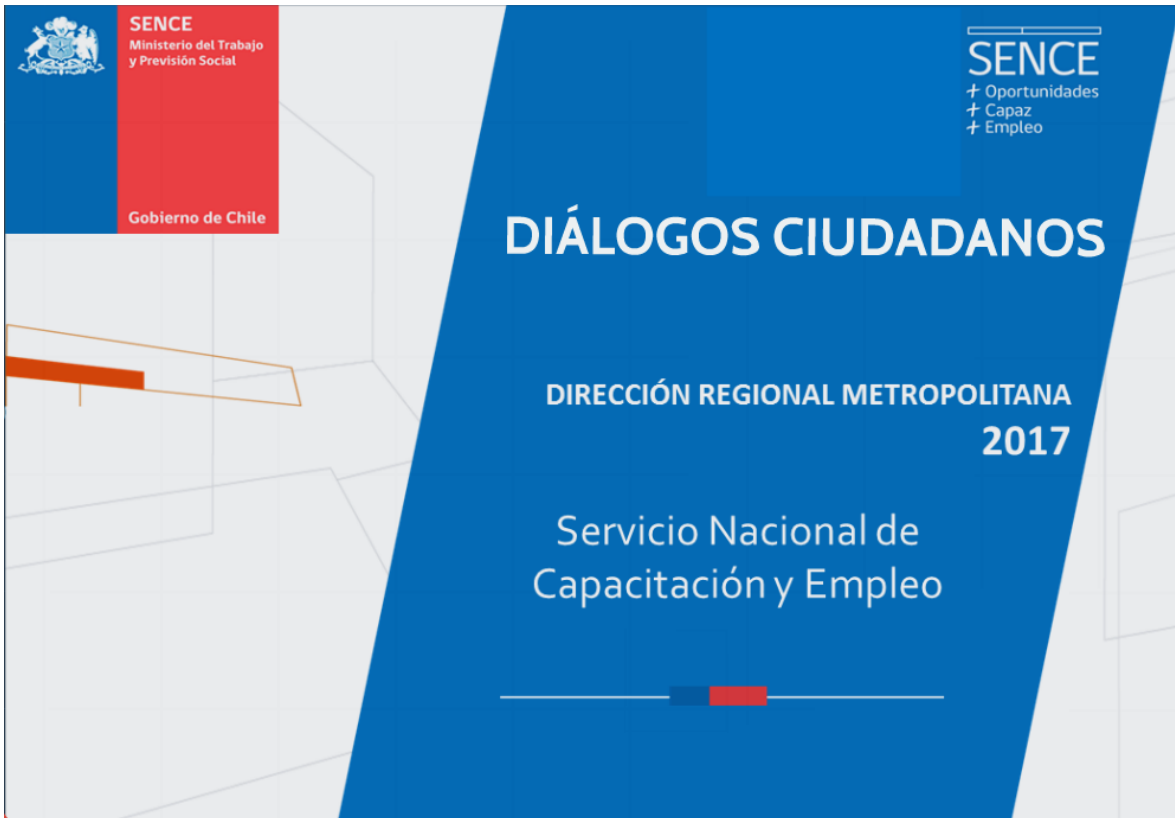 SENCE
Ministerio del Trabajo
y Previsión Social
Gobierno de Chile
SENCE
+ Oportunidades
+ Capaz
+ Empleo
DIÁLOGOS CIUDADANOS
DIRECCIÓN REGIONAL METROPOLITANA
2017
Servicio Nacional de
Capacitación y Empleo